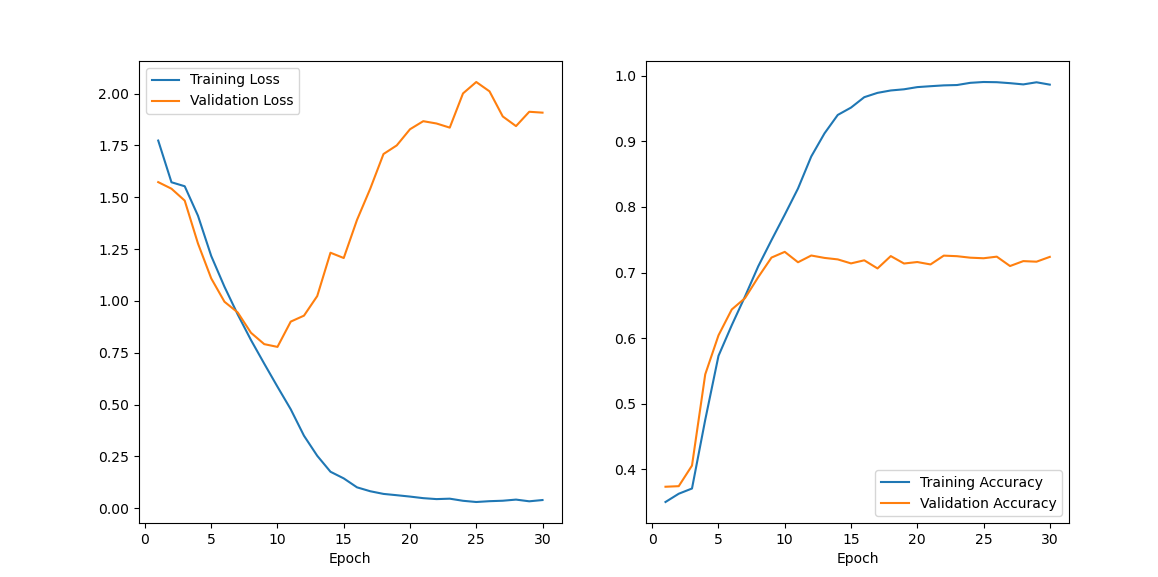 Training Loss
Validation Loss
2.00
1.75
1.50
1.25
1.00
0.75
0.50
0.25
0.00
0 5 10 15 20 25 30
Epoch
1.0
0.9
0.8
0.7
0.6
0.5
0.4
Training Accuracy
Validation Accuracy
0 5 10 15 20 25 30
Epoch